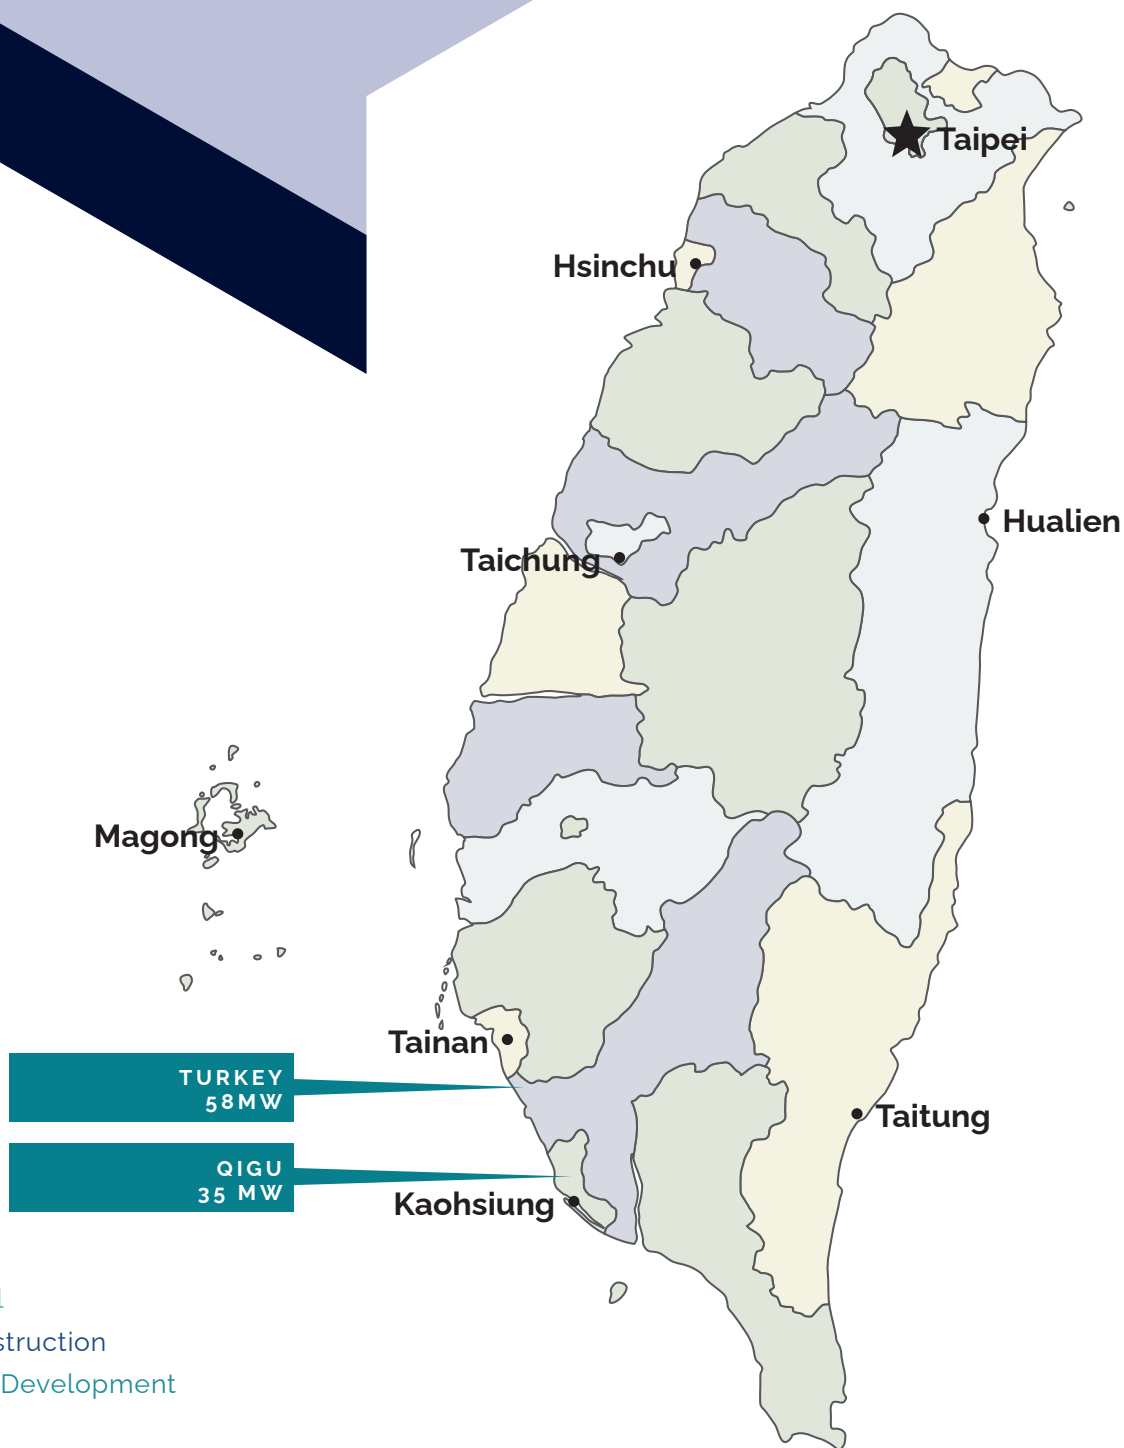 Taipei
Hsinchu
Hualien
Taichung
Magong
Tainan
TURKEY
58MW
Taitung
QIGU
35 MW
Kaohsiung
struction
Development